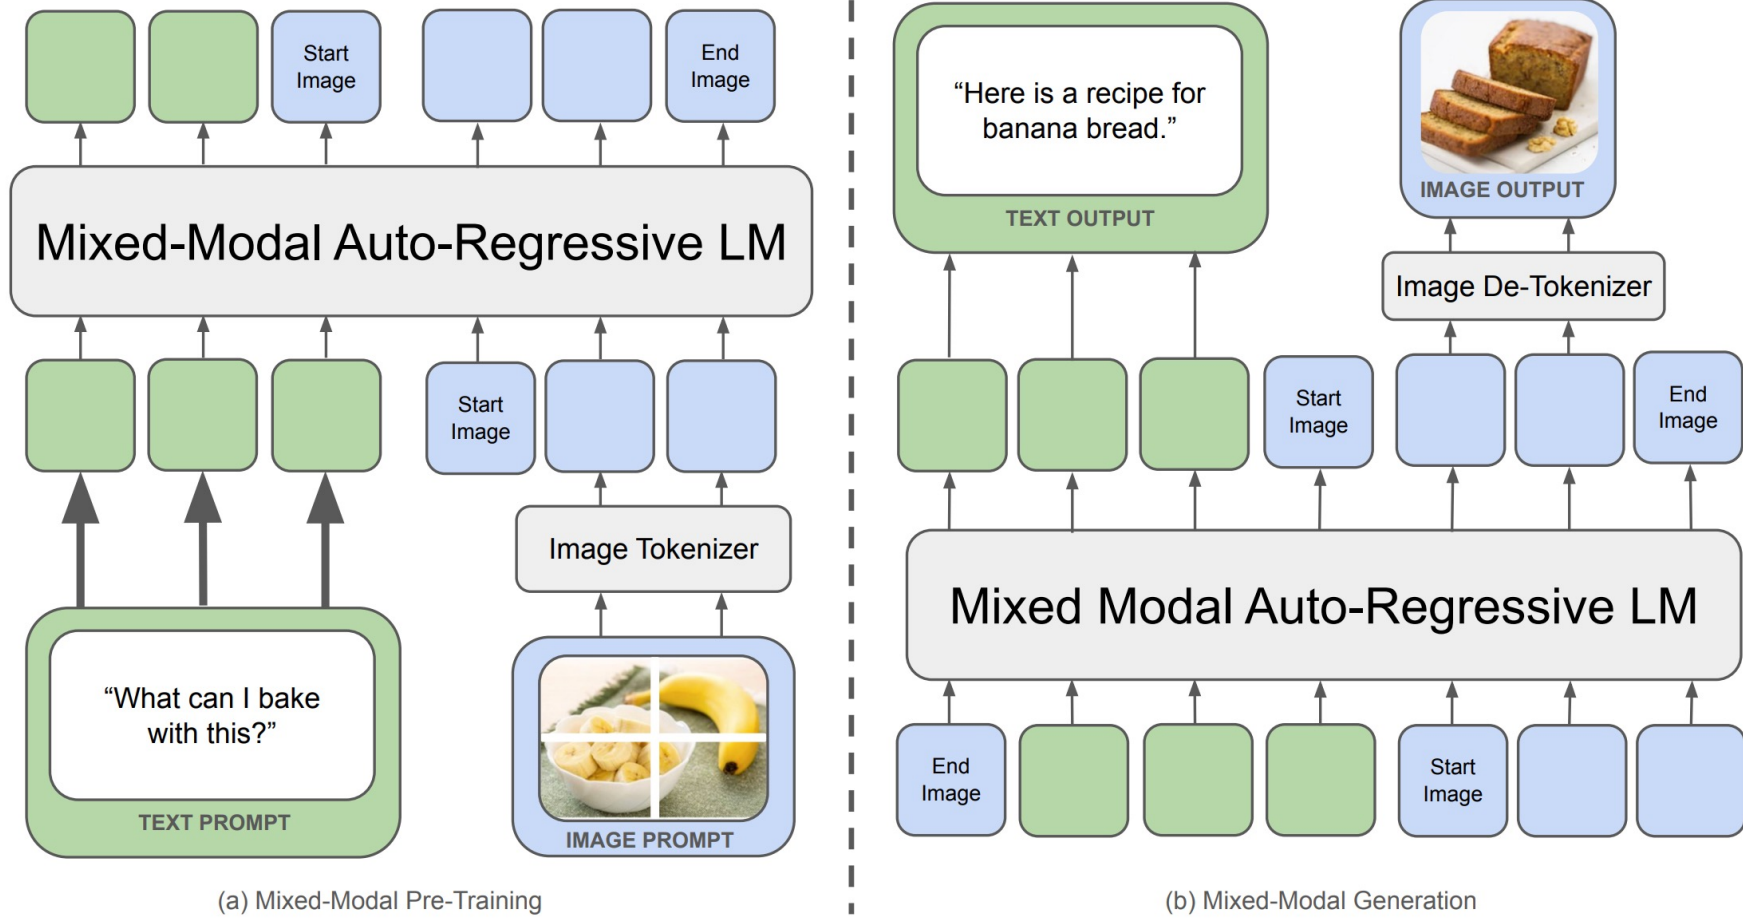 Start
Image
End
Image
Mixed-Modal Auto-Regressive LM
Start
Image
Image Tokenizer
“What can I bake
with this?”
TEXT PROMPT
IMAGE PROMPT
(a) Mixed-Modal Pre-Training
“Here is a recipe for
banana bread.”
TEXT OUTPUT
IMAGE OUTPUT
Image De-Tokenizer
Start
Image
End
Image
Mixed Modal Auto-Regressive LM
End
Image
Start
Image
(b) Mixed-Modal Generation